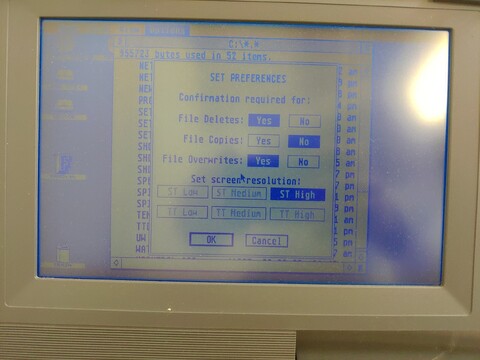 C:\*.*
bytes used in 52 items.
SET PREFERENCES
Confirmation required for:
File Deletes: Yes No
File Copies: Yes No
File Overwrites: Yes No
Set screen resolution:
ST Low ST Medium ST High
TT Low TT Medium TT High
OK Cancel